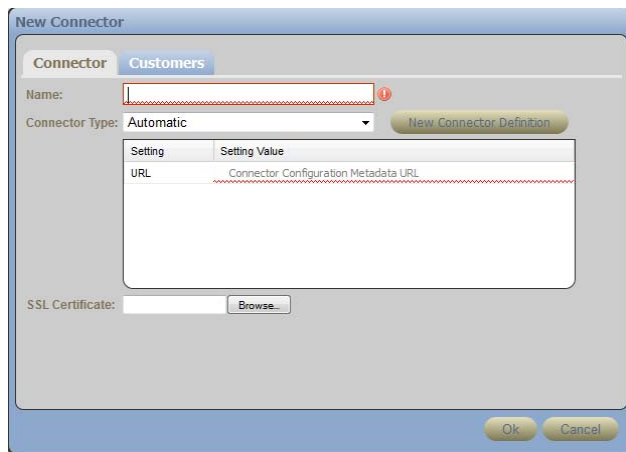 New Connector
Connector Customers
Name:
Connector Type: Automatic New Connector Definition
Setting Setting Value
URL Connector Configuration Metadata URL
SSL Certificate: Browse...
Ok Cancel